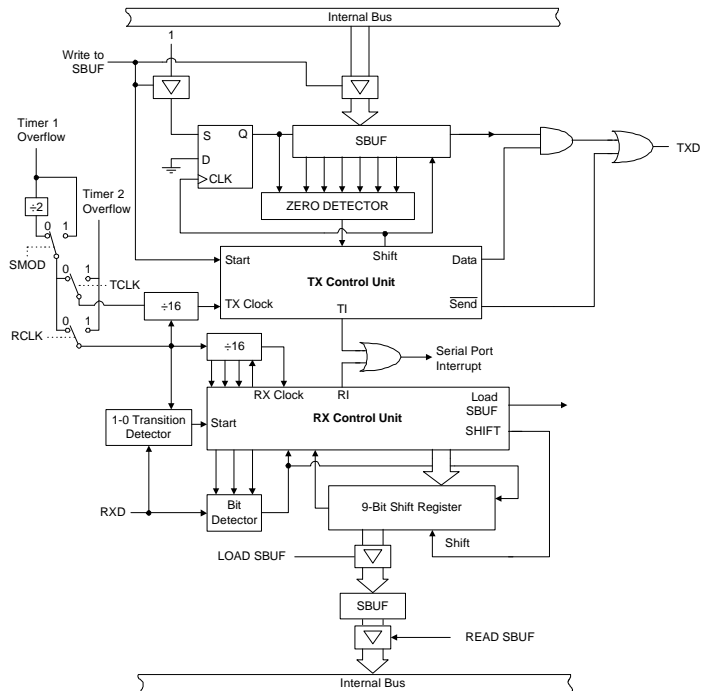 Internal Bus
1
Write to
SBUF
Timer 1
Overflow
S
Q
D
CLK
SBUF
TXD
Timer 2
Overflow
÷2
ZERO DETECTOR
0
1
SMOD
Shift
Start
Data
TX Control Unit
0
1
TCLK
÷16
TX Clock
TI
Send
RCLK
0
1
÷16
Serial Port
Interrupt
RX Clock
RI
Load
SBUF
1-0 Transition
Detector
Start
RX Control Unit
SHIFT
RXD
Bit
Detector
9-Bit Shift Register
Shift
LOAD SBUF
SBUF
READ SBUF
Internal Bus